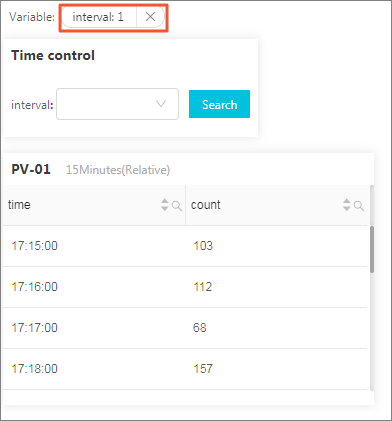 Variable: interval: 1
Time control
interval: Search
PV-01 15Minutes(Relative)
time count
17:15:00 103
17:16:00 112
17:17:00 68
17:18:00 157